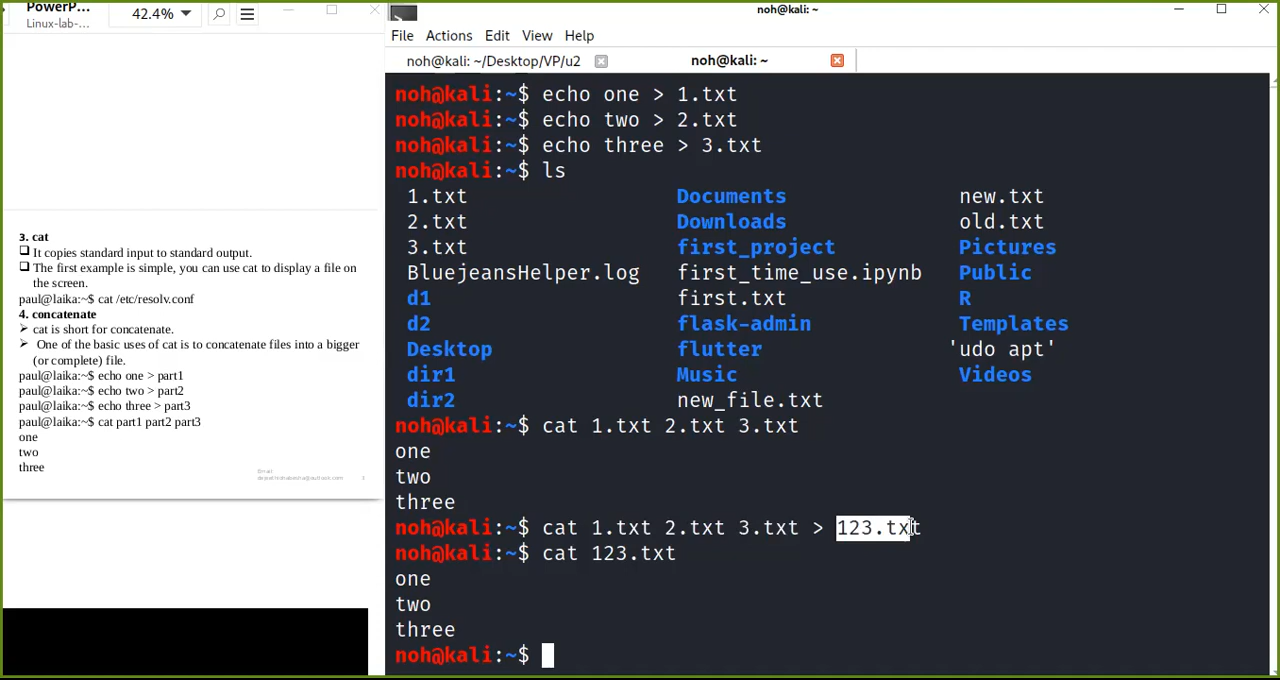 PowerP...
Linux-lab-...
42.4%
3. cat
It copies standard input to standard output.
The first example is simple, you can use cat to display a file on
the screen.
paul@laika:~$ cat /etc/resolv.conf
4. concatenate
cat is short for concatenate.
One of the basic uses of cat is to concatenate files into a bigger
(or complete) file.
paul@laika:~$ echo one > part1
paul@laika:~$ echo two > part2
paul@laika:~$ echo three > part3
paul@laika:~$ cat part1 part2 part3
one
two
three
Email
3
noh@kali: ~
File Actions Edit View Help
noh@kali: ~/Desktop/VP/u2 noh@kali: ~
noh@kali:~$ echo one > 1.txt
noh@kali:~$ echo two > 2.txt
noh@kali:~$ echo three > 3.txt
noh@kali:~$ ls
1.txt Documents new.txt
2.txt Downloads old.txt
3.txt first_project Pictures
BluejeansHelper.log first_time_use.ipynb Public
d1 first.txt R
d2 flask-admin Templates
Desktop flutter 'udo apt'
dir1 Music Videos
dir2 new_file.txt
noh@kali:~$ cat 1.txt 2.txt 3.txt
one
two
three
noh@kali:~$ cat 1.txt 2.txt 3.txt > 123.txt
noh@kali:~$ cat 123.txt
one
two
three
noh@kali:~$